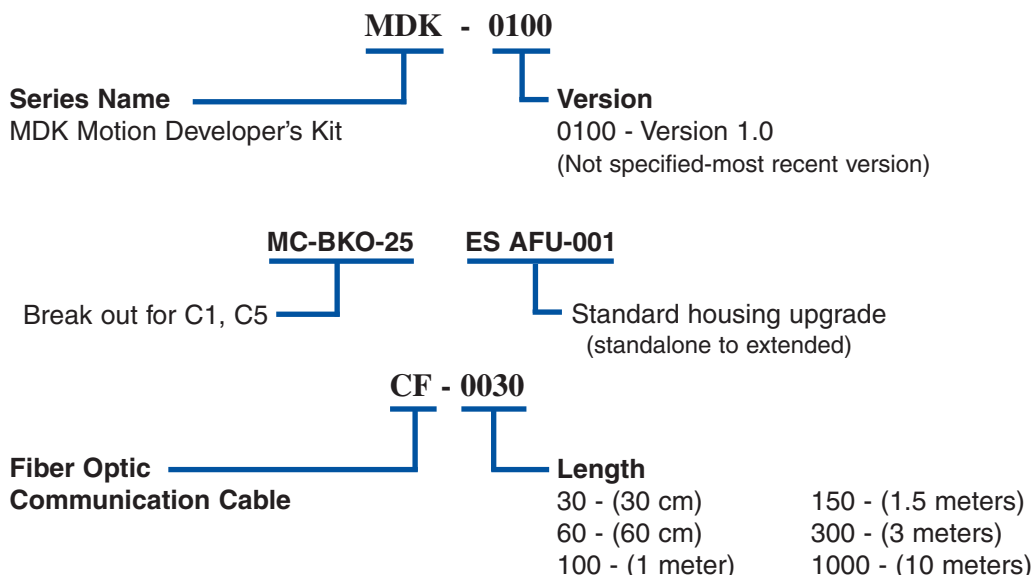 MDK - 0100
Series Name
MDK Motion Developer's Kit
Version
0100 - Version 1.0
(Not specified-most recent version)
MC-BKO-25 ES AFU-001
Break out for C1, C5
Standard housing upgrade
(standalone to extended)
CF - 0030
Fiber Optic
Communication Cable
Length
30 - (30 cm) 150 - (1.5 meters)
60 - (60 cm) 300 - (3 meters)
100 - (1 meter) 1000 - (10 meters)